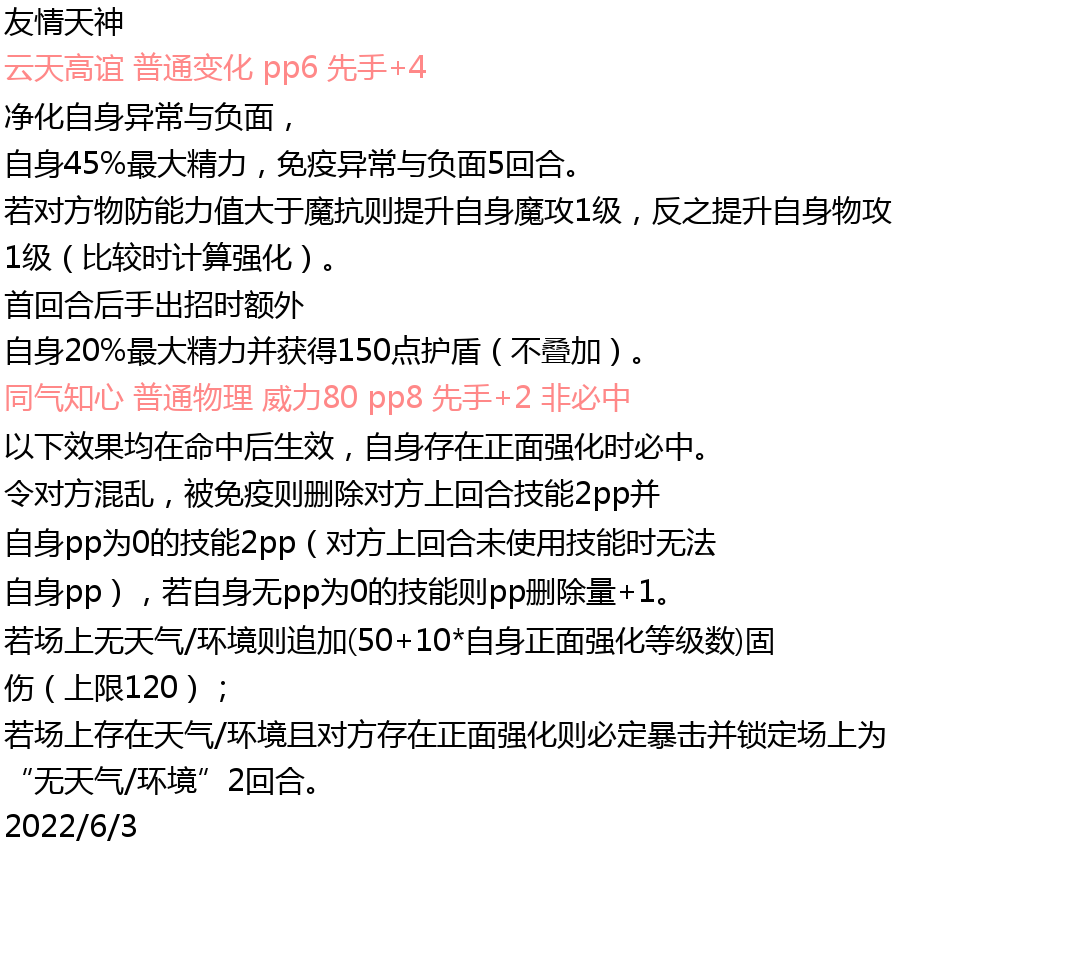 友情天神
云天高谊 普通变化 pp6 先手+4
净化自身异常与负面，
自身45%最大精力，免疫异常与负面5回合。
若对方物防能力值大于魔抗则提升自身魔攻1级，反之提升自身物攻
1级（比较时计算强化）。
首回合后手出招时额外
自身20%最大精力并获得150点护盾（不叠加）。
同气知心 普通物理 威力80 pp8 先手+2 非必中
以下效果均在命中后生效，自身存在正面强化时必中。
令对方混乱，被免疫则删除对方上回合技能2pp并
自身pp为0的技能2pp（对方上回合未使用技能时无法
自身pp），若自身无pp为0的技能则pp删除量+1。
若场上无天气/环境则追加(50+10*自身正面强化等级数)固
伤（上限120）；
若场上存在天气/环境且对方存在正面强化则必定暴击并锁定场上为
“无天气/环境”2回合。
2022/6/3